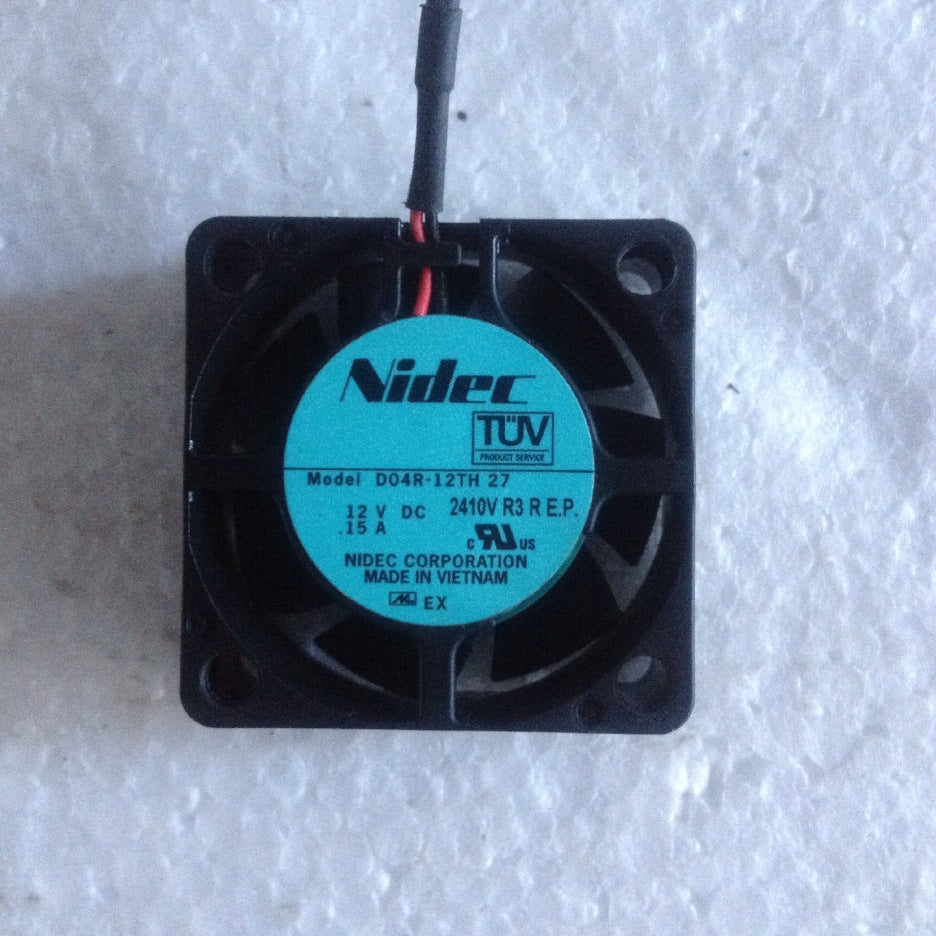 Nidec
TÜV
PRODUCT SERVICE
Model D04R-12TH 27
12 V DC 2410V R3 R E.P.
.15 A
c RU US
NIDEC CORPORATION
MADE IN VIETNAM
EX